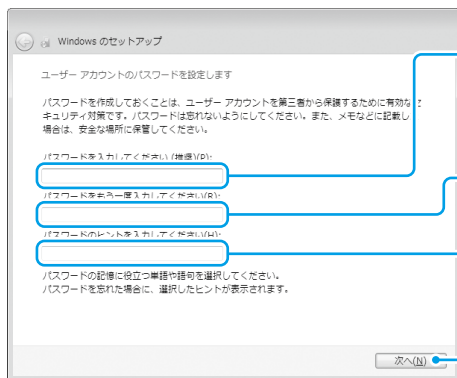 Windows のセットアップ
ユーザー アカウントのパスワードを設定します
パスワードを作成しておくことは、ユーザー アカウントを第三者から保護するために有効なセ
キュリティ対策です。パスワードは忘れないようにしてください。また、メモなどに記載し
場合は、安全な場所に保管してください。
パスワードを入力してください (推奨)(P):
パスワードをもう一度入力してください(R):
パスワードのヒントを入力してください(H):
パスワードの記憶に役立つ単語や語句を選択してください。
パスワードを忘れた場合に、選択したヒントが表示されます。
次へ(N)